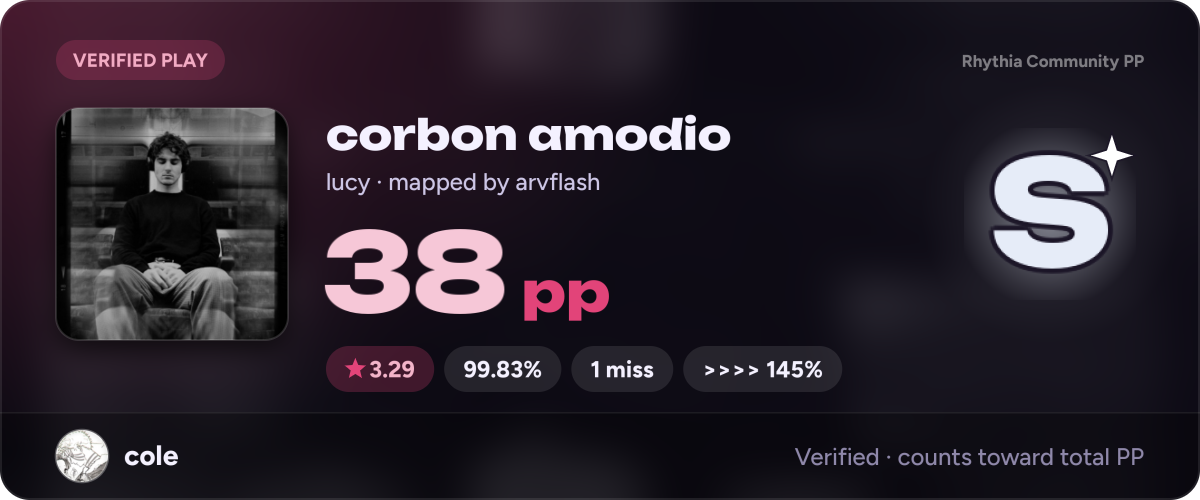 VERIFIED PLAY
Rhythia Community PP
corbon amodio
lucy · mapped by arvflash
38 pp
S
★ 3.29
99.83%
1 miss
>>>> 145%
cole
Verified · counts toward total PP